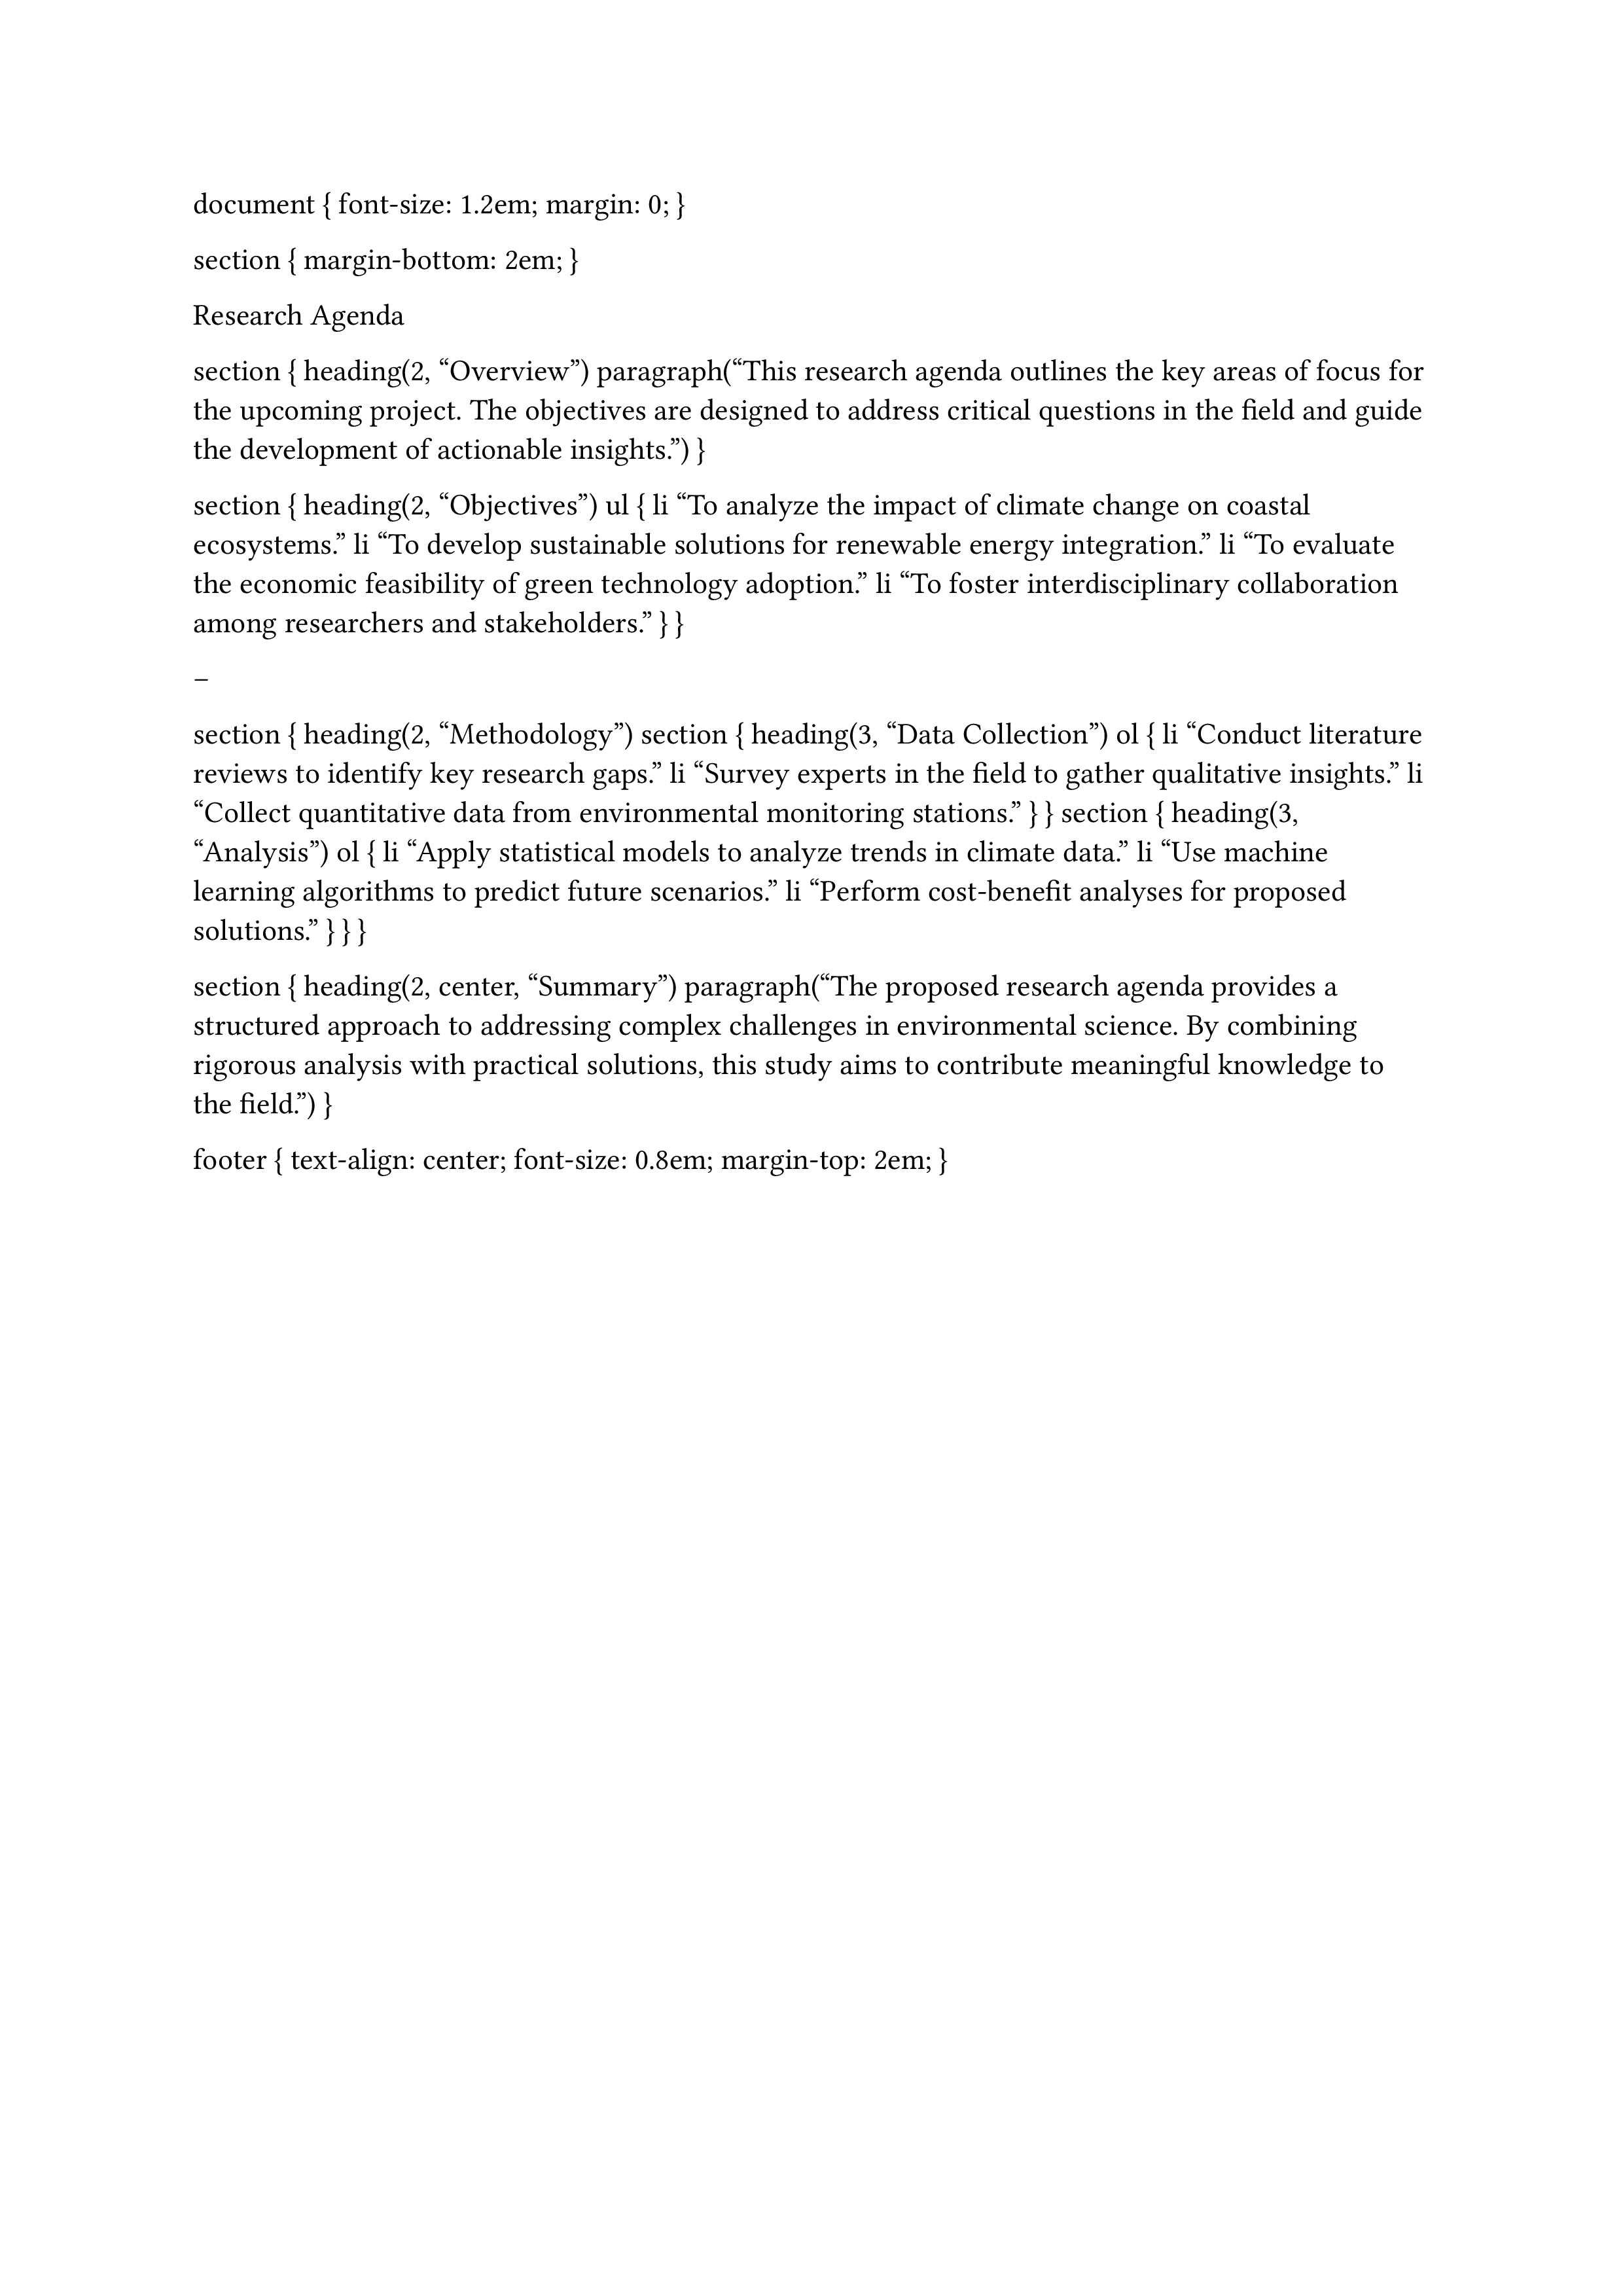 document { font-size: 1.2em; margin: 0; }
section { margin-bottom: 2em; }
Research Agenda
section { heading(2, “Overview”) paragraph(“This research agenda outlines the key areas of focus for
the upcoming project. The objectives are designed to address critical questions in the field and guide
the development of actionable insights.”) }
section { heading(2, “Objectives”) ul { li “To analyze the impact of climate change on coastal
ecosystems.” li “To develop sustainable solutions for renewable energy integration.” li “To evaluate
the economic feasibility of green technology adoption.” li “To foster interdisciplinary collaboration
among researchers and stakeholders.” } }
–
section { heading(2, “Methodology”) section { heading(3, “Data Collection”) ol { li “Conduct literature
reviews to identify key research gaps.” li “Survey experts in the field to gather qualitative insights.” li
“Collect quantitative data from environmental monitoring stations.” } } section { heading(3,
“Analysis”) ol { li “Apply statistical models to analyze trends in climate data.” li “Use machine
learning algorithms to predict future scenarios.” li “Perform cost-benefit analyses for proposed
solutions.” } } }
section { heading(2, center, “Summary”) paragraph(“The proposed research agenda provides a
structured approach to addressing complex challenges in environmental science. By combining
rigorous analysis with practical solutions, this study aims to contribute meaningful knowledge to
the field.”) }
footer { text-align: center; font-size: 0.8em; margin-top: 2em; }